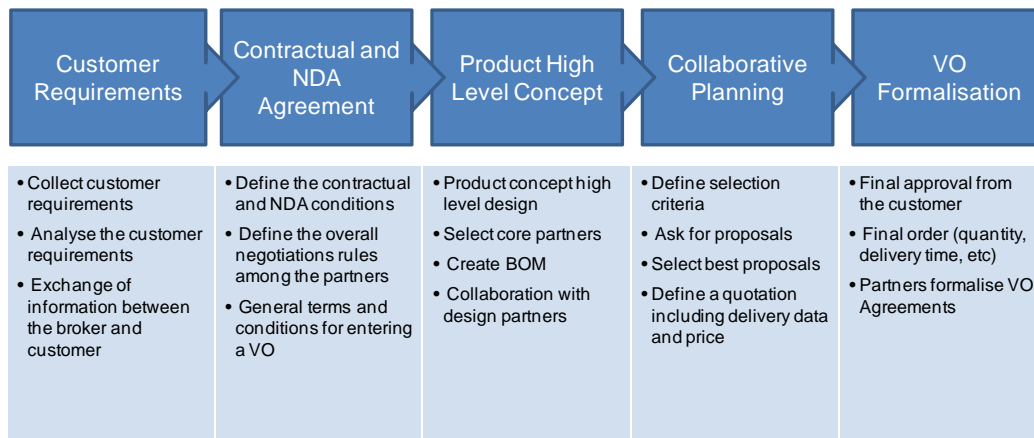 Customer
Requirements
Contractual and
NDA
Agreement
Product High
Level Concept
Collaborative
Planning
VO
Formalisation
• Collect customer
requirements
• Analyse the customer
requirements
• Exchange of
information between
the broker and
customer
• Define the contractual
and NDA conditions
• Define the overall
negotiations rules
among the partners
• General terms and
conditions for entering
a VO
• Product concept high
level design
• Select core partners
• Create BOM
• Collaboration with
design partners
• Define selection
criteria
• Ask for proposals
• Select best proposals
• Define a quotation
including delivery data
and price
• Final approval from
the customer
• Final order (quantity,
delivery time, etc)
• Partners formalise VO
Agreements